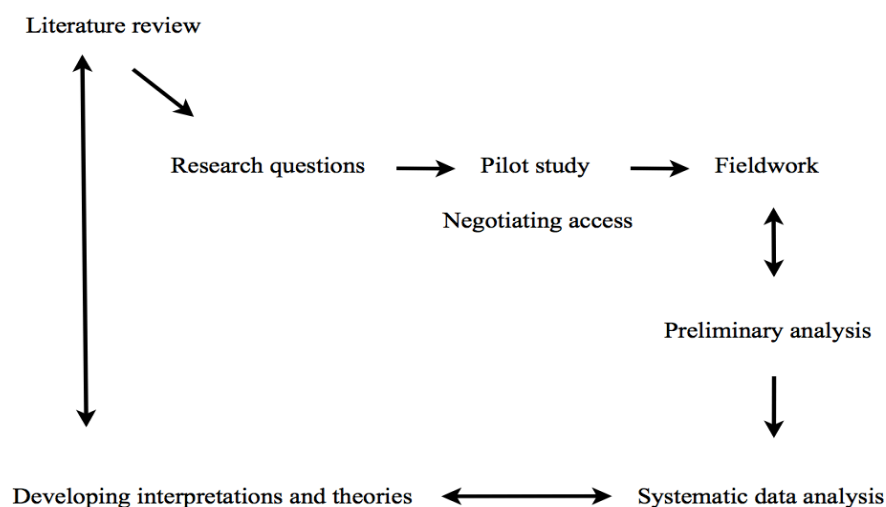 Literature review
Research questions
Pilot study
Fieldwork
Negotiating access
Preliminary analysis
Developing interpretations and theories
Systematic data analysis